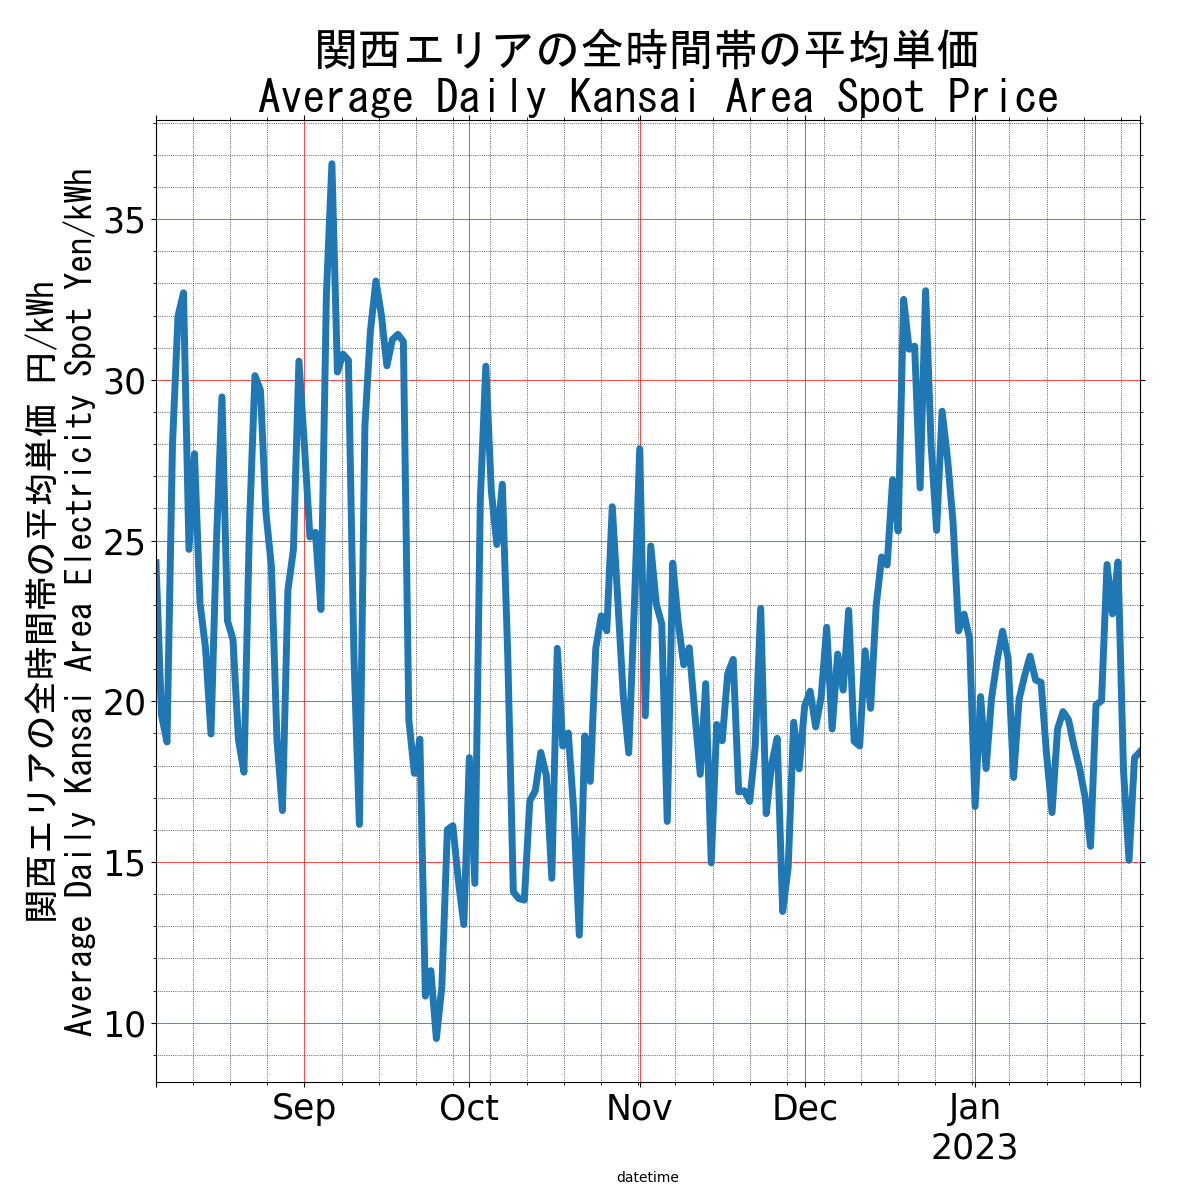 関西エリアの全時間帯の平均単価
Average Daily Kansai Area Spot Price
関西エリアの全時間帯の平均単価 円/kWh
Average Daily Kansai Area Electricity Spot Yen/kWh
35
30
25
20
15
10
Sep
Oct
Nov
Dec
Jan
2023
datetime